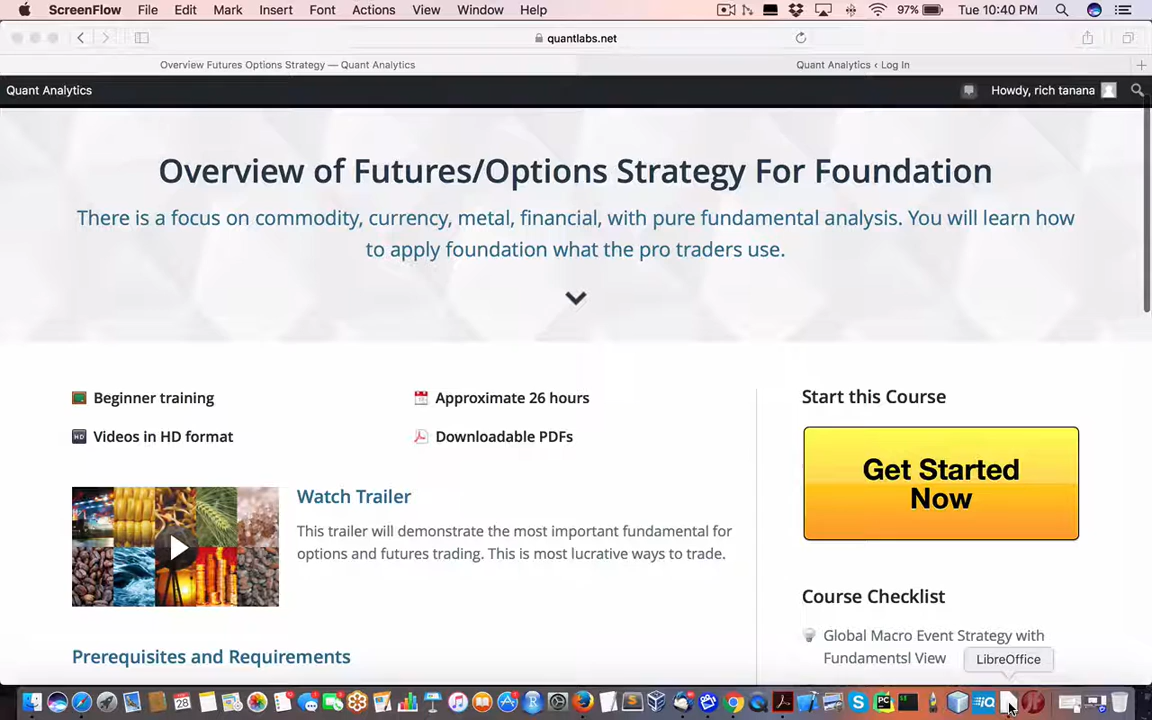 ScreenFlow File Edit Mark Insert Font Actions View Window Help 97% Tue 10:40 PM
quantlabs.net
Overview Futures Options Strategy — Quant Analytics Quant Analytics ‹ Log In
Quant Analytics Howdy, rich tanana
Overview of Futures/Options Strategy For Foundation
There is a focus on commodity, currency, metal, financial, with pure fundamental analysis. You will learn how
to apply foundation what the pro traders use.
Beginner training
Approximate 26 hours
Videos in HD format
Downloadable PDFs
Watch Trailer
This trailer will demonstrate the most important fundamental for
options and futures trading. This is most lucrative ways to trade.
Prerequisites and Requirements
Start this Course
Get Started
Now
Course Checklist
Global Macro Event Strategy with
Fundamentsl View
LibreOffice